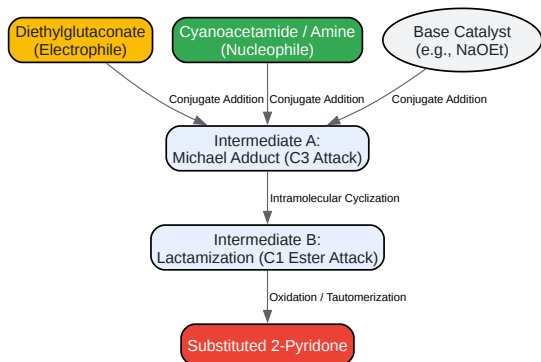 Diethylglutaconate
(Electrophile)
Cyanoacetamide / Amine
(Nucleophile)
Base Catalyst
(e.g., NaOEt)
Conjugate Addition
Conjugate Addition
Conjugate Addition
Intermediate A:
Michael Adduct (C3 Attack)
Intramolecular Cyclization
Intermediate B:
Lactamization (C1 Ester Attack)
Oxidation / Tautomerization
Substituted 2-Pyridone